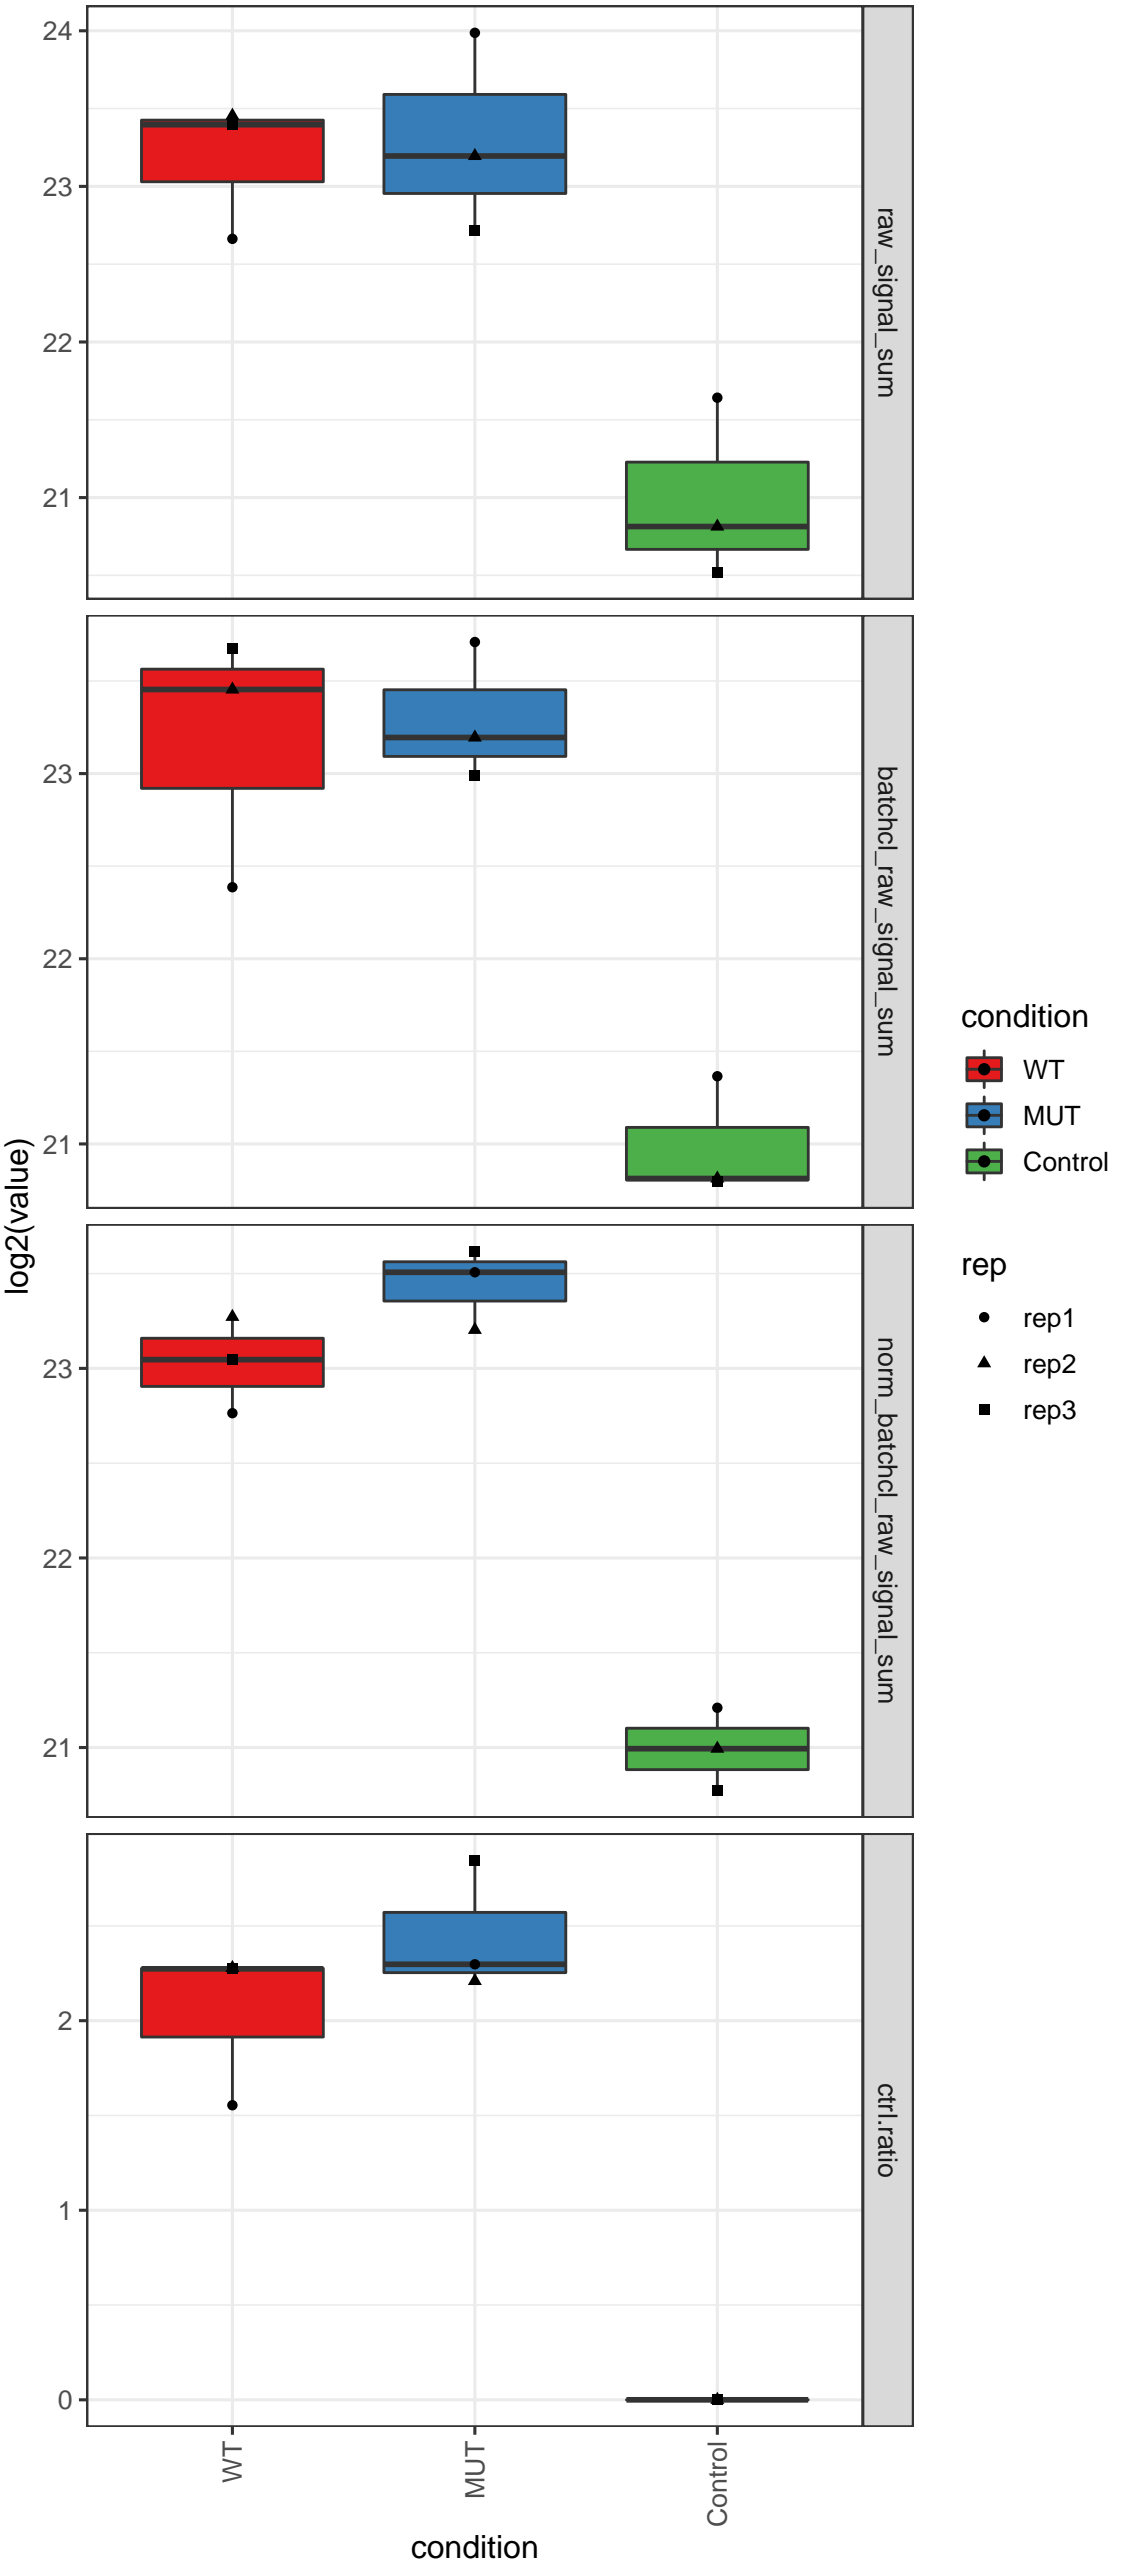 24
23
22
21
raw_signal_sum
23
22
21
batchcl_raw_signal_sum
23
22
21
norm_batchcl_raw_signal_sum
2
1
0
ctrl.ratio
log2(value)
WT
MUT
Control
condition
condition
WT
MUT
Control
rep
rep1
rep2
rep3